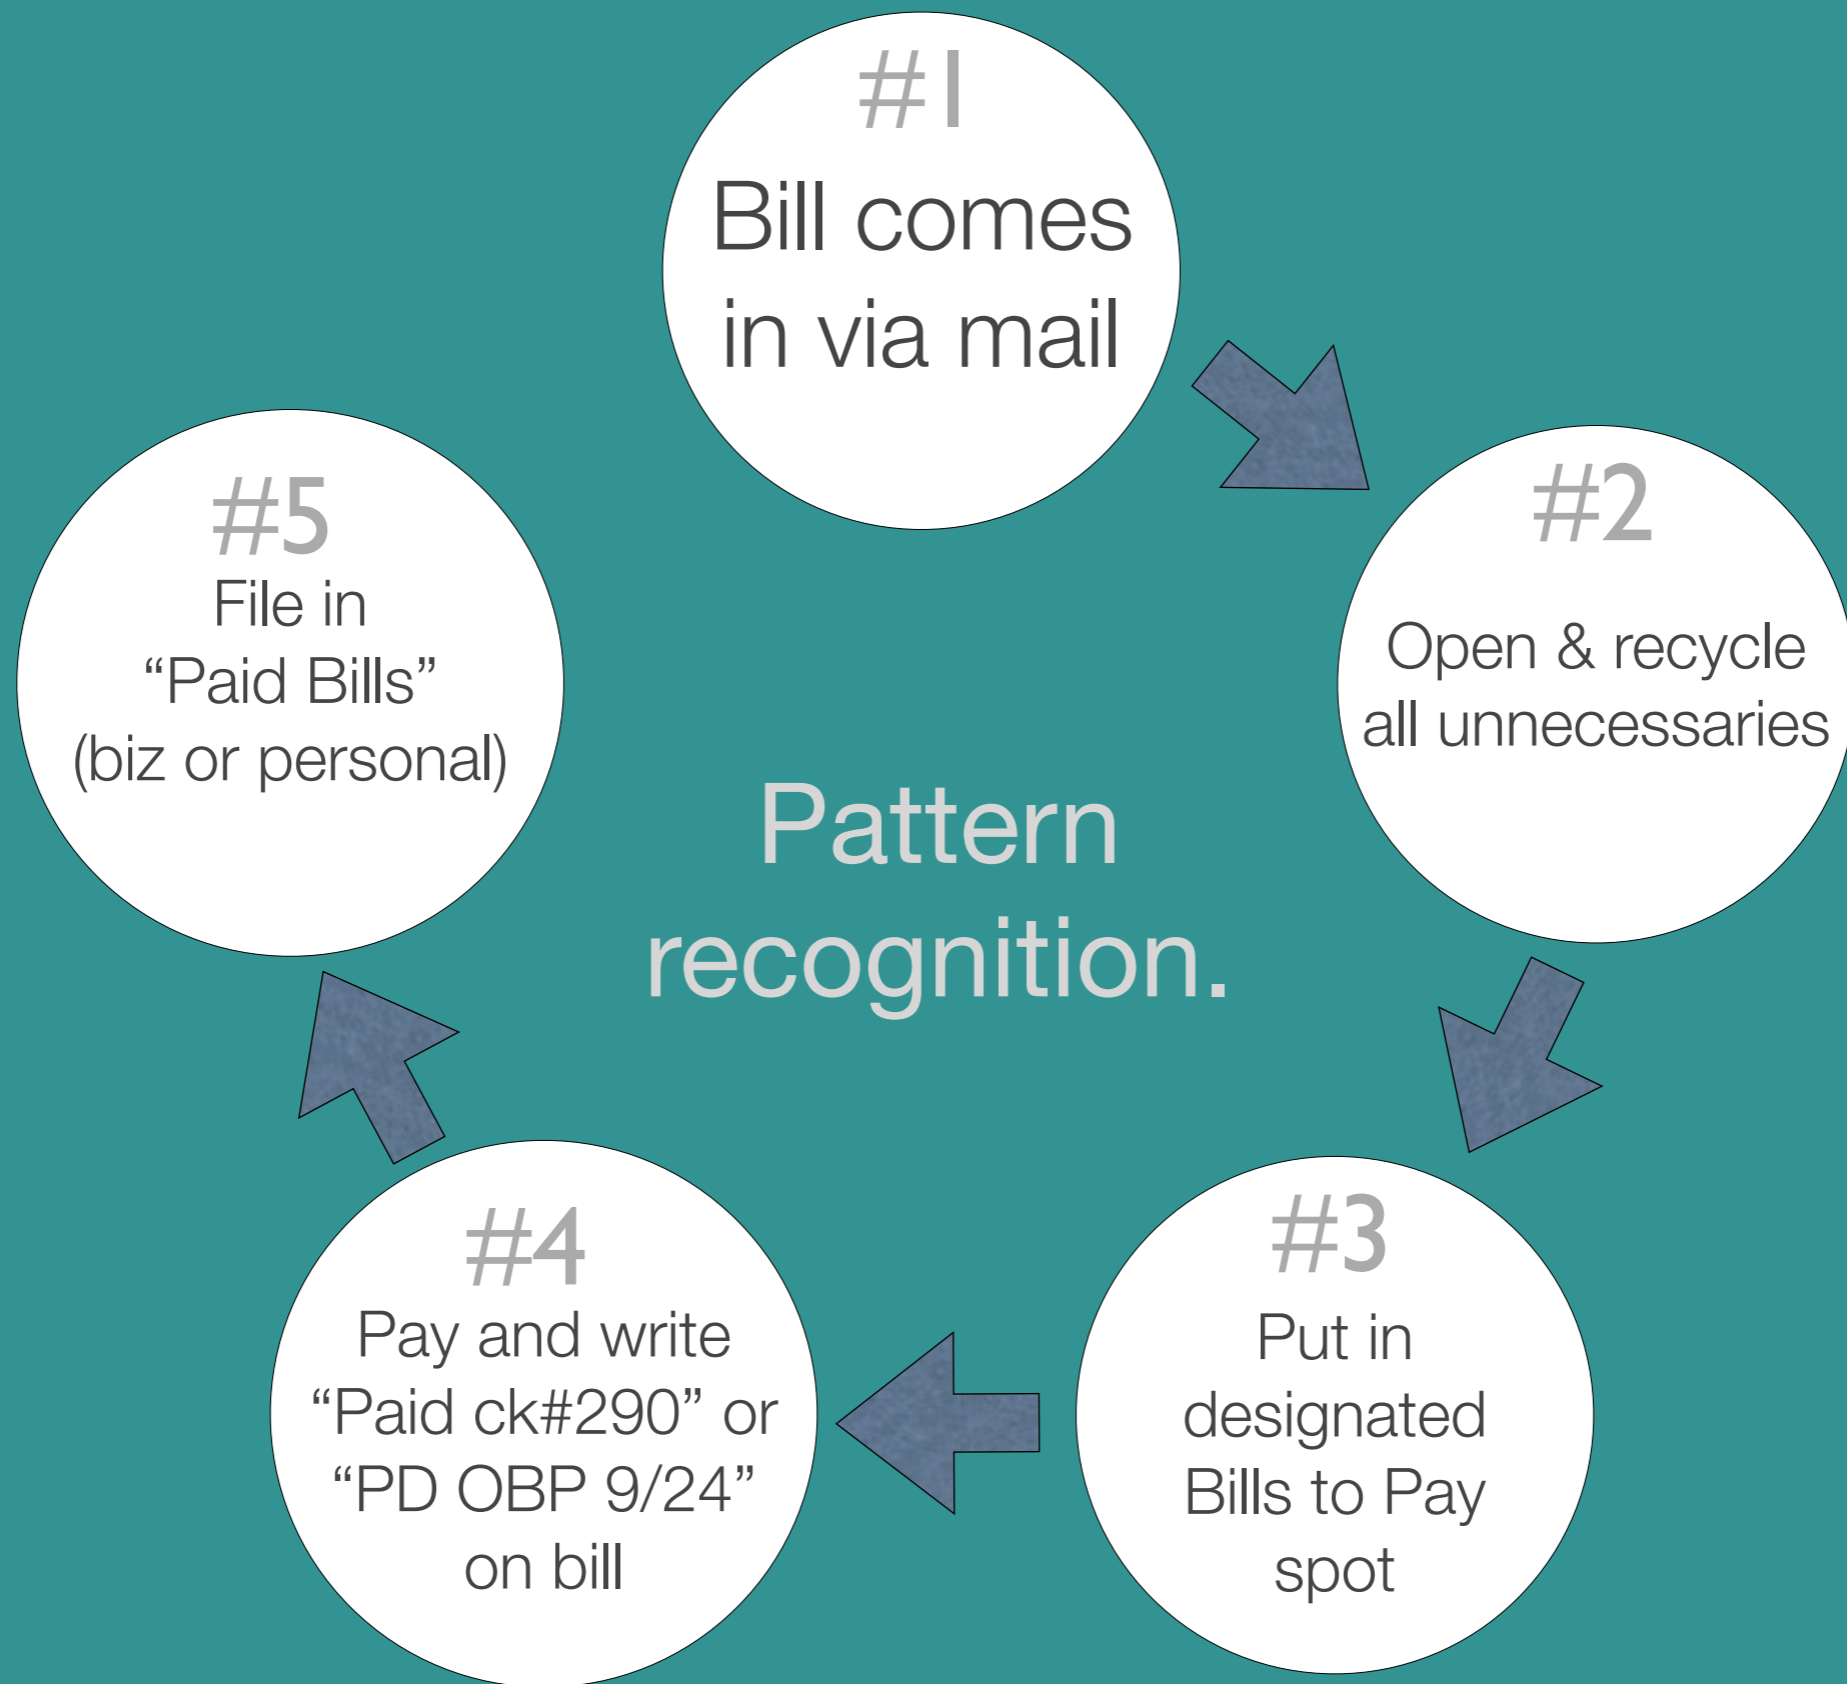 #1
Bill comes
in via mail
#2
Open & recycle
all unnecessaries
#3
Put in
designated
Bills to Pay
spot
#4
Pay and write
“Paid ck#290” or
“PD OBP 9/24”
on bill
#5
File in
“Paid Bills”
(biz or personal)
Pattern
recognition.